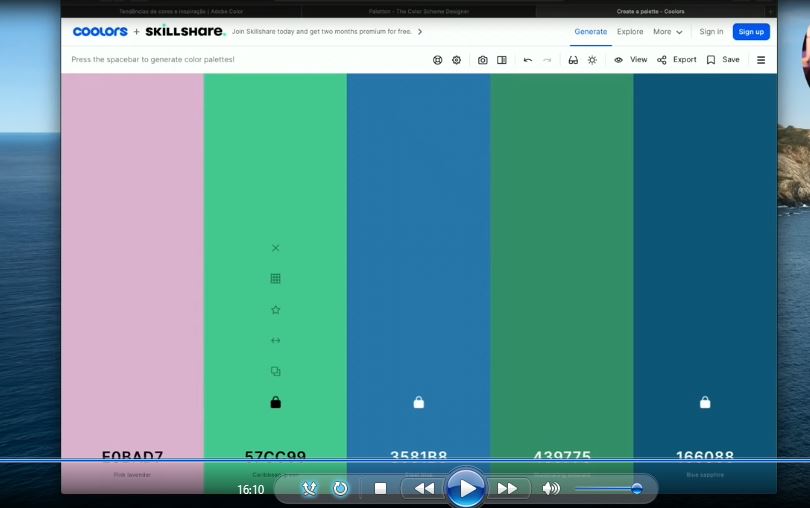 Tendências de cores e inspiração | Adobe Color
Paletton - The Color Scheme Designer
Create a palette - Coolors
coolors + SKILLSHARE. Join Skillshare today and get two months premium for free.
Generate Explore More Sign in Sign up
Press the spacebar to generate color palettes!
View Export Save
E0BAD7 57CC99 3581B8 439775 166088
Pink lavender Caribbean green Steel blue Blue sapphire
16:10